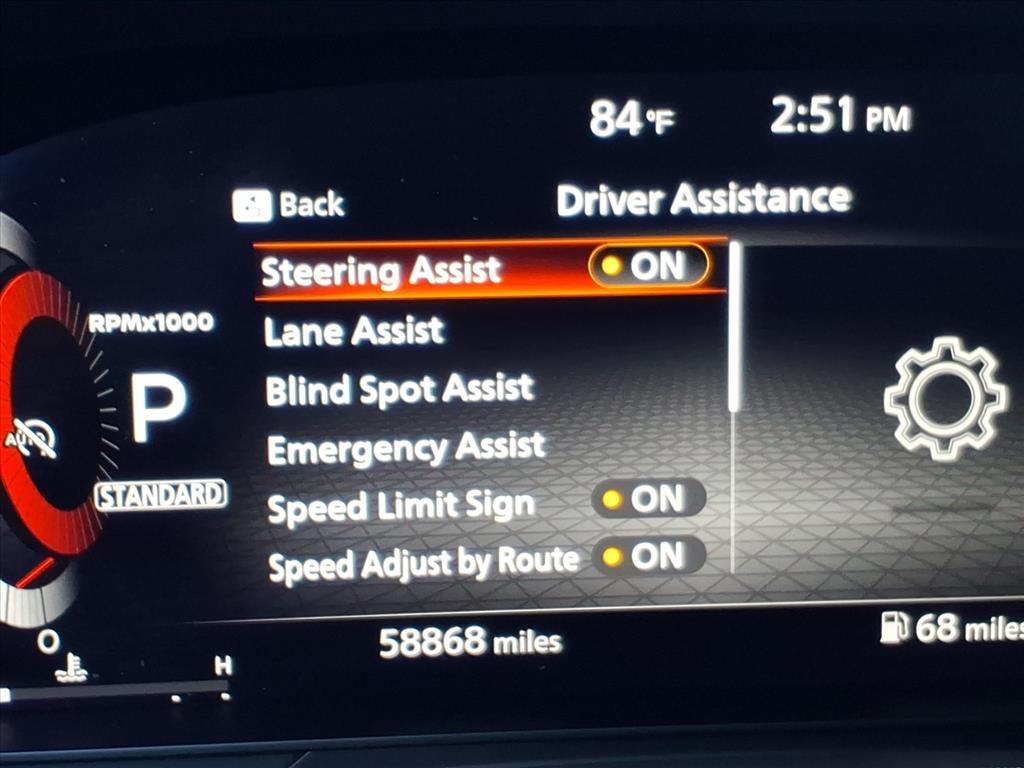 84°F
2:51 PM
Back
Driver Assistance
Steering Assist ON
Lane Assist
RPMx1000
Blind Spot Assist
P
AUTO
Emergency Assist
STANDARD
Speed Limit Sign ON
Speed Adjust by Route ON
0
58868 miles
68 miles
H